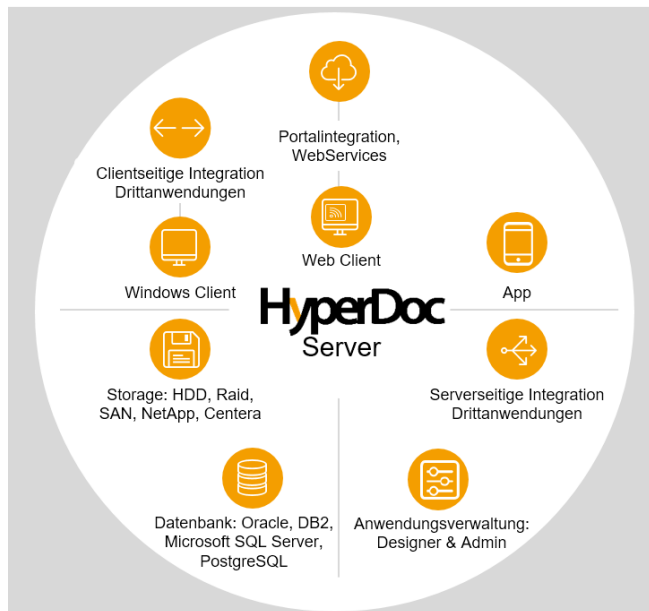 Portalintegration,
WebServices
Clientseitige Integration
Drittanwendungen
Web Client
Windows Client
App
HyperDoc
Server
Storage: HDD, Raid,
SAN, NetApp, Centera
Serverseitige Integration
Drittanwendungen
Datenbank: Oracle, DB2,
Microsoft SQL Server,
PostgreSQL
Anwendungsverwaltung:
Designer & Admin